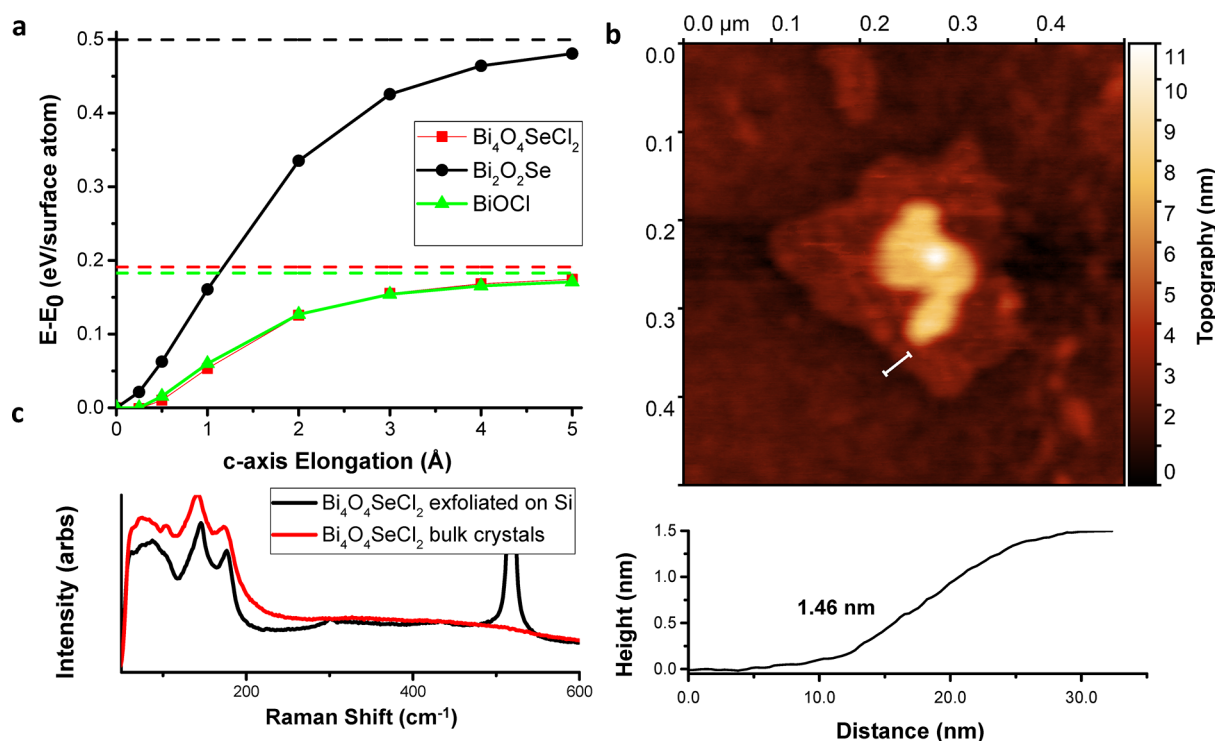 a
0.5
0.4
0.3
0.2
0.1
0.0
E-E₀ (eV/surface atom)
Bi₄O₄SeCl₂
Bi₂O₂Se
BiOCl
0 1 2 3 4 5
c-axis Elongation (Å)
b
0.0 µm 0.1 0.2 0.3 0.4
0.0
0.1
0.2
0.3
0.4
11
10
9
8
7
6
5
4
3
2
0
Topography (nm)
c
Bi₄O₄SeCl₂ exfoliated on Si
Bi₄O₄SeCl₂ bulk crystals
Intensity (arbs)
200 400 600
Raman Shift (cm⁻¹)
1.5
1.0
0.5
0.0
Height (nm)
1.46 nm
0.0 10.0 20.0 30.0
Distance (nm)